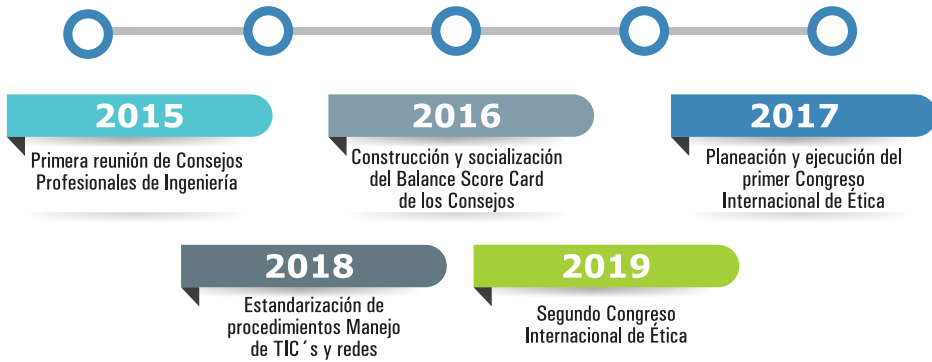 2015
Primera reunión de Consejos
Profesionales de Ingeniería
2016
Construcción y socialización
del Balance Score Card
de los Consejos
2017
Planeación y ejecución del
primer Congreso
Internacional de Ética
2018
Estandarización de
procedimientos Manejo
de TIC´s y redes
2019
Segundo Congreso
Internacional de Ética